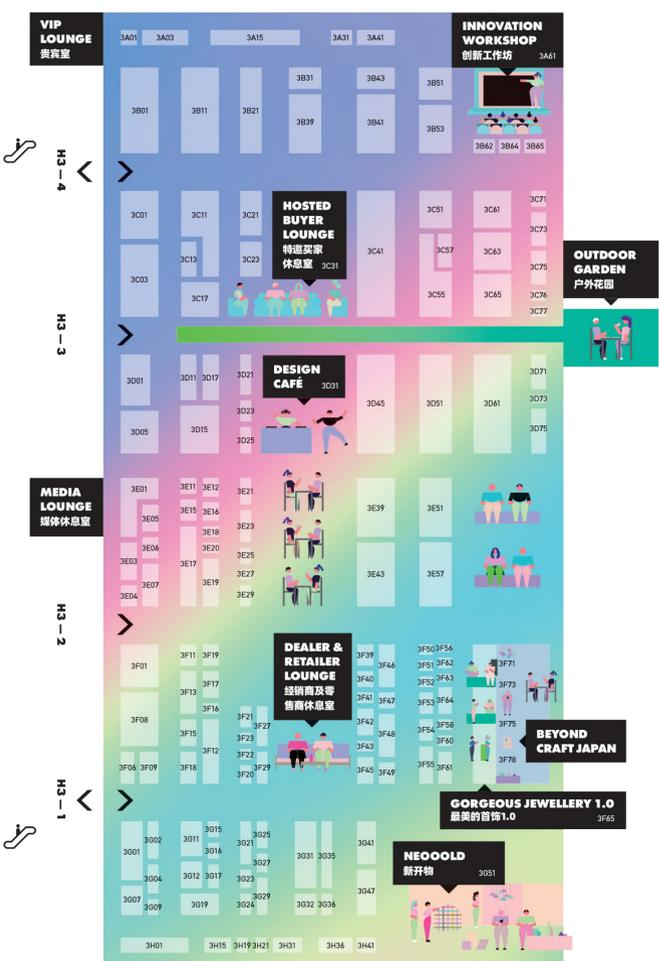 VIP
LOUNGE
贵宾室
3A01 3A03 3A15 3A31 3A41
INNOVATION
WORKSHOP
创新工作坊 3A61
3B01 3B11 3B21 3B31 3B39 3B43 3B41 3B51 3B53
3B62 3B64 3B65
H3—4
3C01 3C03 3C11 3C13 3C17 3C21 3C23
HOSTED
BUYER
LOUNGE
特邀买家
休息室 3C31
3C41 3C51 3C57 3C55 3C61 3C63 3C65 3C71 3C73 3C75 3C76 3C77
OUTDOOR
GARDEN
户外花园
H3—3
3D01 3D05 3D11 3D17 3D15 3D21 3D23 3D25
DESIGN
CAFÉ 3D31
3D45 3D51 3D61 3D71 3D73 3D75
MEDIA
LOUNGE
媒体休息室
3E01 3E05 3E03 3E06 3E04 3E07
3E11 3E12 3E15 3E16 3E18 3E20 3E17 3E19
3E21 3E23 3E25 3E27 3E29
3E39 3E43 3E51 3E57
H3—2
3F01 3F08 3F06 3F09
3F11 3F19 3F13 3F17 3F16 3F15 3F12 3F18
3F21 3F27 3F23 3F22 3F29 3F20
DEALER &
RETAILER
LOUNGE
经销商及零
售商休息室
3F39 3F46 3F40 3F41 3F47 3F42 3F48 3F43 3F45 3F49
3F50 3F56 3F51 3F62 3F52 3F63 3F53 3F64 3F58 3F54 3F60 3F55 3F61
3F71 3F73 3F75 3F78
BEYOND
CRAFT JAPAN
GORGEOUS JEWELLERY 1.0
最美的首饰1.0 3F65
H3—1
3G01 3G02 3G04 3G07 3G09
3G11 3G15 3G16 3G12 3G17 3G19
3G21 3G25 3G27 3G23 3G29 3G24
3G31 3G35 3G32 3G36
3G41 3G47
NEOOOLD
新开物 3G51
3H01 3H15 3H19 3H21 3H31 3H36 3H41